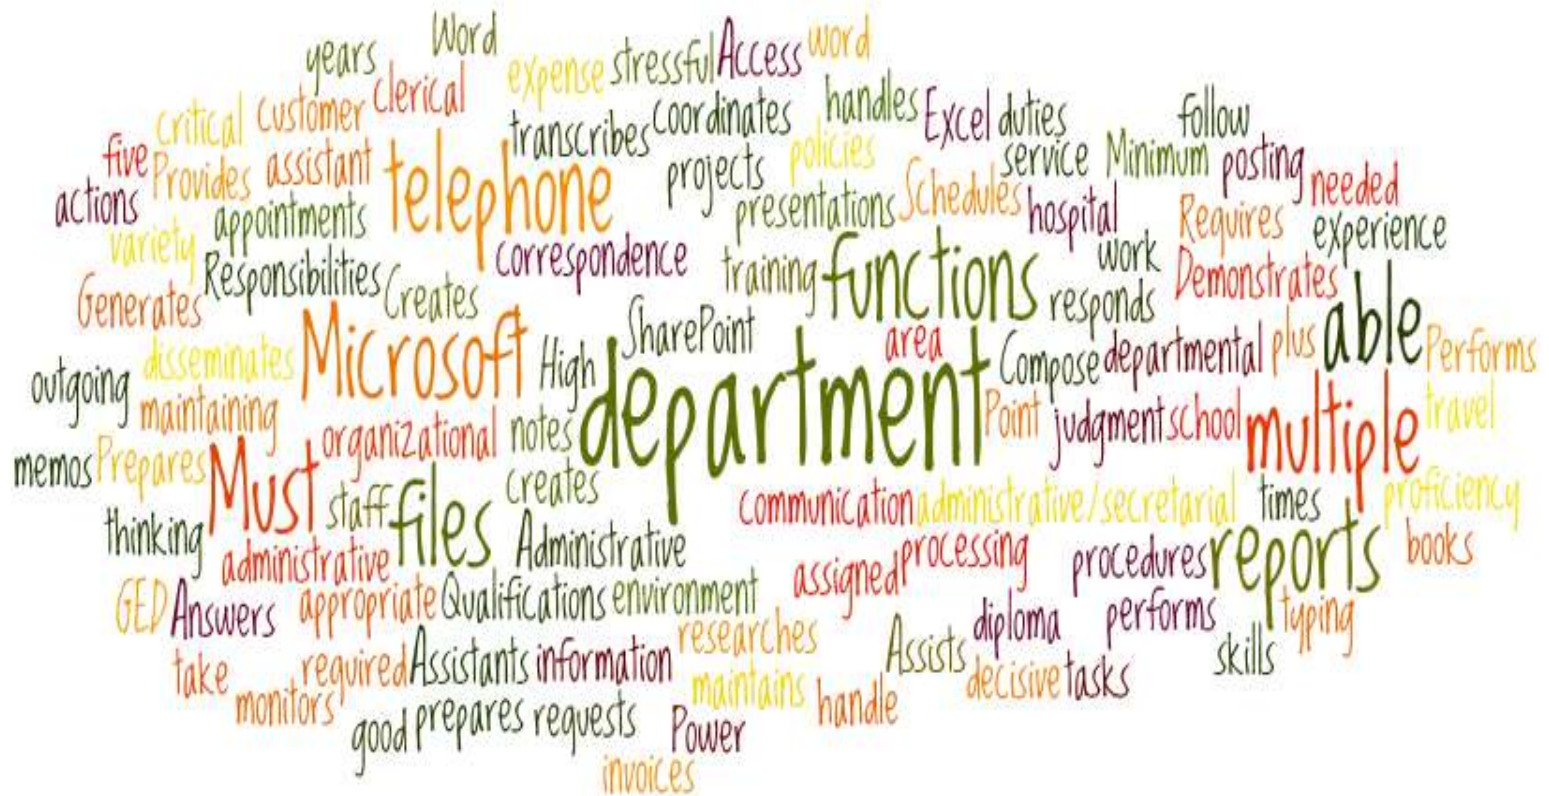 Word
years
expense
stressful
Access
word
clerical
customer
critical
transcribes
coordinates
handles
Excel
duties
follow
five
Provides
assistant
telephone
projects
policies
service
Minimum
posting
needed
actions
appointments
presentations
Schedules
hospital
Requires
experience
variety
correspondence
training
functions
work
Demonstrates
Generates
Responsibilities
Creates
responds
able
Microsoft
SharePoint
area
disseminates
High
department
Compose
departmental
plus
Performs
outgoing
maintaining
organizational
notes
Point
judgment
school
multiple
travel
memos
Prepares
Must
staff
files
creates
communication
administrative/secretarial
times
proficiency
thinking
administrative
Administrative
assigned
processing
procedures
reports
books
GED
Answers
appropriate
Qualifications
environment
researches
diploma
performs
typing
take
required
Assistants
information
Assists
skills
monitors
maintains
handle
decisive
tasks
good
prepares
requests
Power
invoices